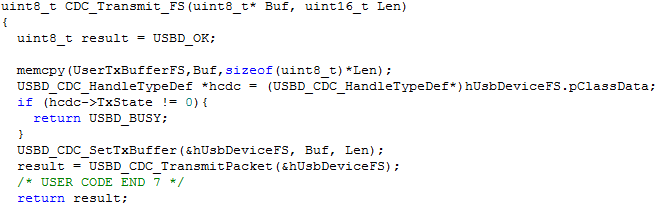 uint8_t CDC_Transmit_FS(uint8_t* Buf, uint16_t Len)
{
  uint8_t result = USBD_OK;

  memcpy(UserTxBufferFS,Buf,sizeof(uint8_t)*Len);
  USBD_CDC_HandleTypeDef *hcdc = (USBD_CDC_HandleTypeDef*)hUsbDeviceFS.pClassData;
  if (hcdc->TxState != 0){
    return USBD_BUSY;
  }
  USBD_CDC_SetTxBuffer(&hUsbDeviceFS, Buf, Len);
  result = USBD_CDC_TransmitPacket(&hUsbDeviceFS);
  /* USER CODE END 7 */
  return result;